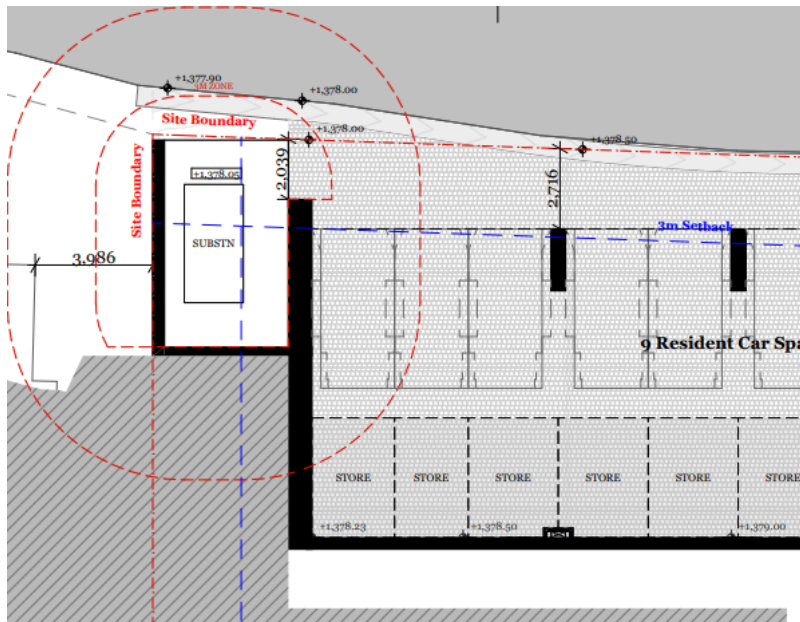 +1,377.90
3M ZONE
+1,378.00
Site Boundary
+1,378.00
+1,378.50
Site Boundary
2,039
+1,378.05
2,716
3m Setback
SUBSTN
3,986
9 Resident Car Spa
STORE
STORE
STORE
STORE
STORE
STORE
+1,378.23
+1,378.50
+1,379.00